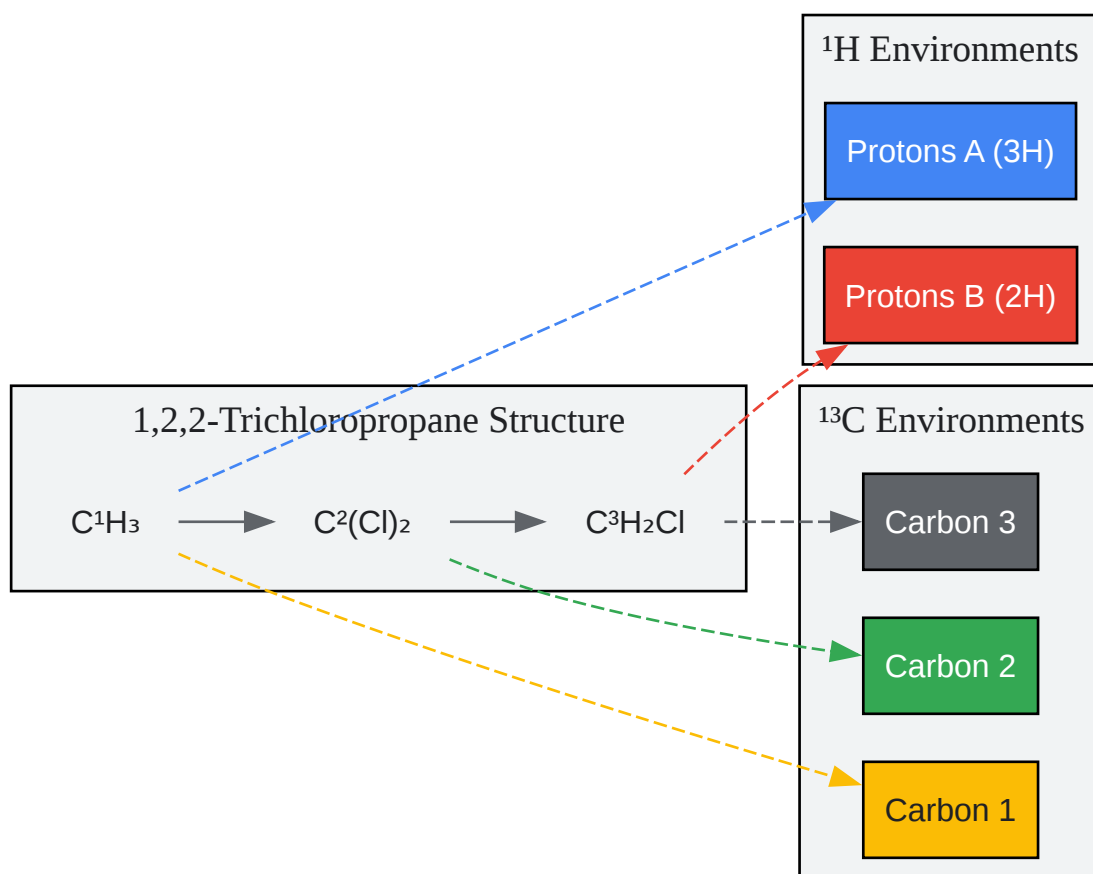 ¹H Environments
Protons A (3H)
Protons B (2H)
1,2,2-Trichloropropane Structure
C¹H₃
C²(Cl)₂
C³H₂Cl
¹³C Environments
Carbon 3
Carbon 2
Carbon 1